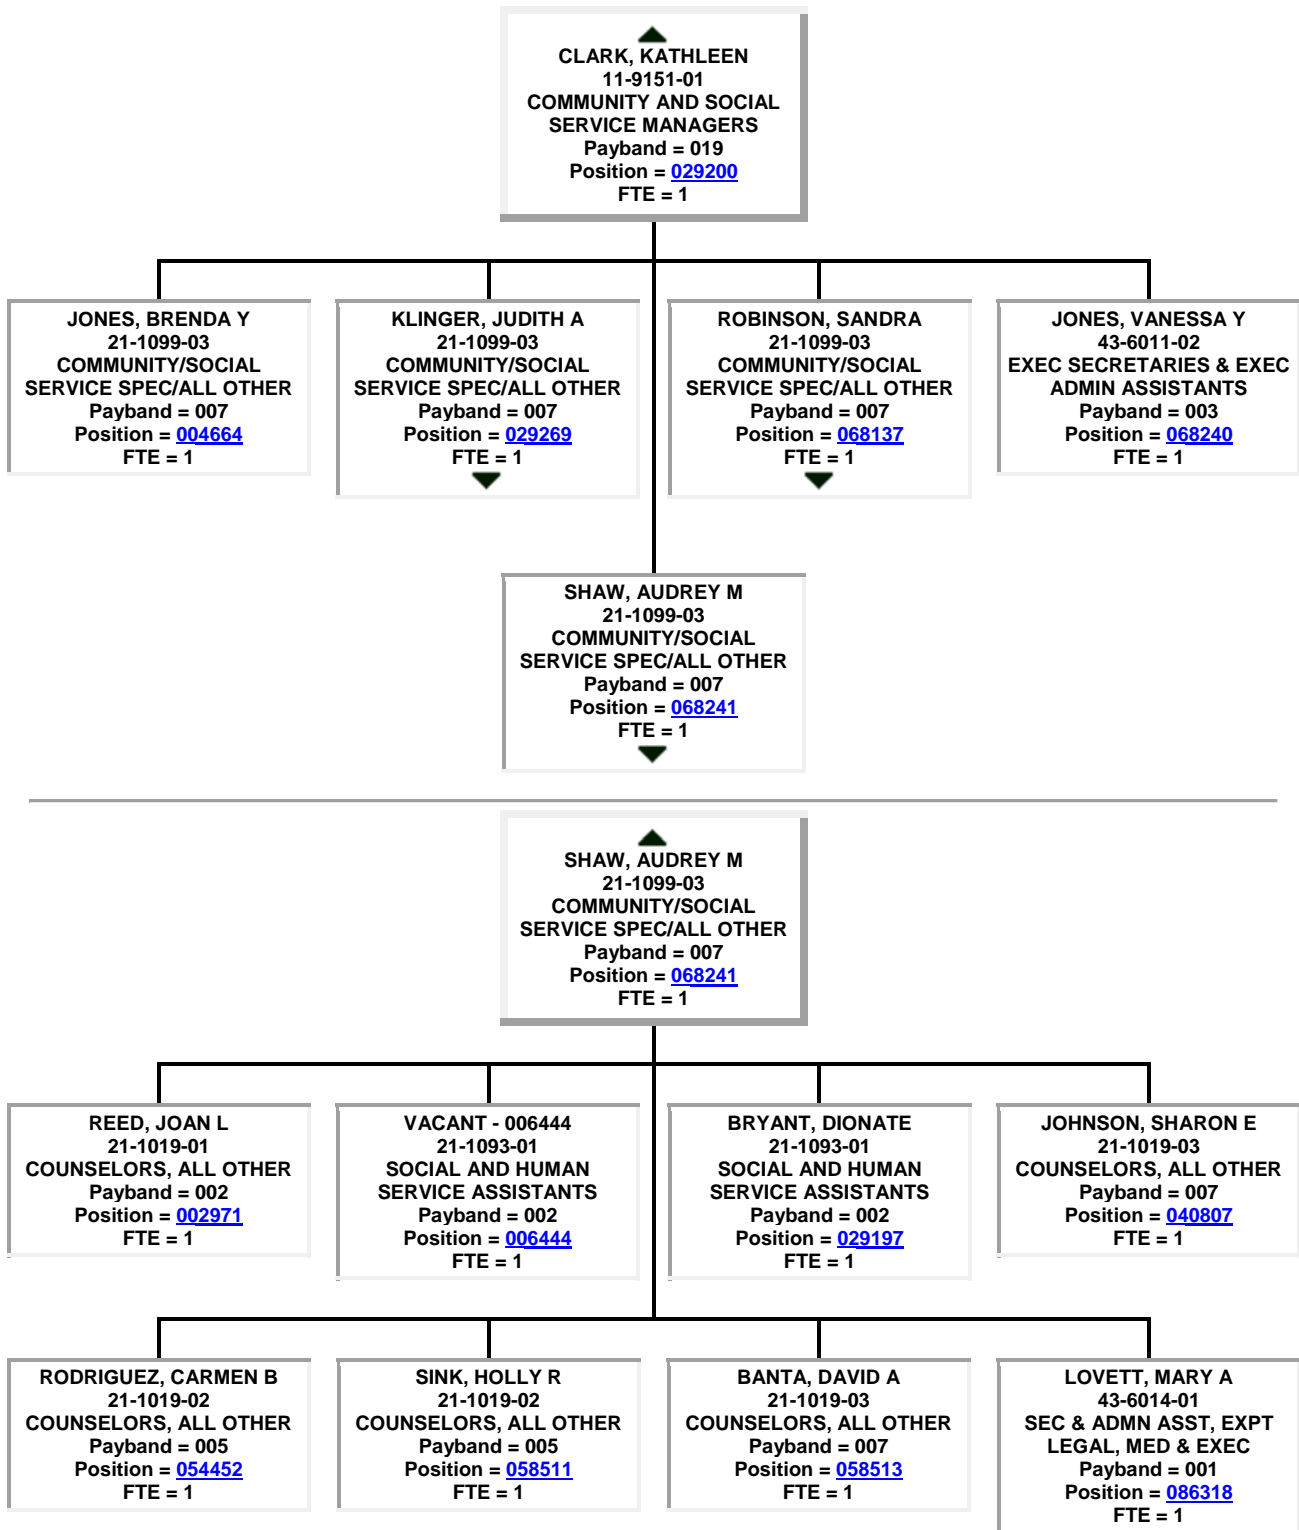 CLARK, KATHLEEN
11-9151-01
COMMUNITY AND SOCIAL
SERVICE MANAGERS
Payband = 019
Position = 029200
FTE = 1
JONES, BRENDA Y
21-1099-03
COMMUNITY/SOCIAL
SERVICE SPEC/ALL OTHER
Payband = 007
Position = 004664
FTE = 1
KLINGER, JUDITH A
21-1099-03
COMMUNITY/SOCIAL
SERVICE SPEC/ALL OTHER
Payband = 007
Position = 029269
FTE = 1
ROBINSON, SANDRA
21-1099-03
COMMUNITY/SOCIAL
SERVICE SPEC/ALL OTHER
Payband = 007
Position = 068137
FTE = 1
JONES, VANESSA Y
43-6011-02
EXEC SECRETARIES & EXEC
ADMIN ASSISTANTS
Payband = 003
Position = 068240
FTE = 1
SHAW, AUDREY M
21-1099-03
COMMUNITY/SOCIAL
SERVICE SPEC/ALL OTHER
Payband = 007
Position = 068241
FTE = 1
SHAW, AUDREY M
21-1099-03
COMMUNITY/SOCIAL
SERVICE SPEC/ALL OTHER
Payband = 007
Position = 068241
FTE = 1
REED, JOAN L
21-1019-01
COUNSELORS, ALL OTHER
Payband = 002
Position = 002971
FTE = 1
VACANT - 006444
21-1093-01
SOCIAL AND HUMAN
SERVICE ASSISTANTS
Payband = 002
Position = 006444
FTE = 1
BRYANT, DIONATE
21-1093-01
SOCIAL AND HUMAN
SERVICE ASSISTANTS
Payband = 002
Position = 029197
FTE = 1
JOHNSON, SHARON E
21-1019-03
COUNSELORS, ALL OTHER
Payband = 007
Position = 040807
FTE = 1
RODRIGUEZ, CARMEN B
21-1019-02
COUNSELORS, ALL OTHER
Payband = 005
Position = 054452
FTE = 1
SINK, HOLLY R
21-1019-02
COUNSELORS, ALL OTHER
Payband = 005
Position = 058511
FTE = 1
BANTA, DAVID A
21-1019-03
COUNSELORS, ALL OTHER
Payband = 007
Position = 058513
FTE = 1
LOVETT, MARY A
43-6014-01
SEC & ADMN ASST, EXPT
LEGAL, MED & EXEC
Payband = 001
Position = 086318
FTE = 1